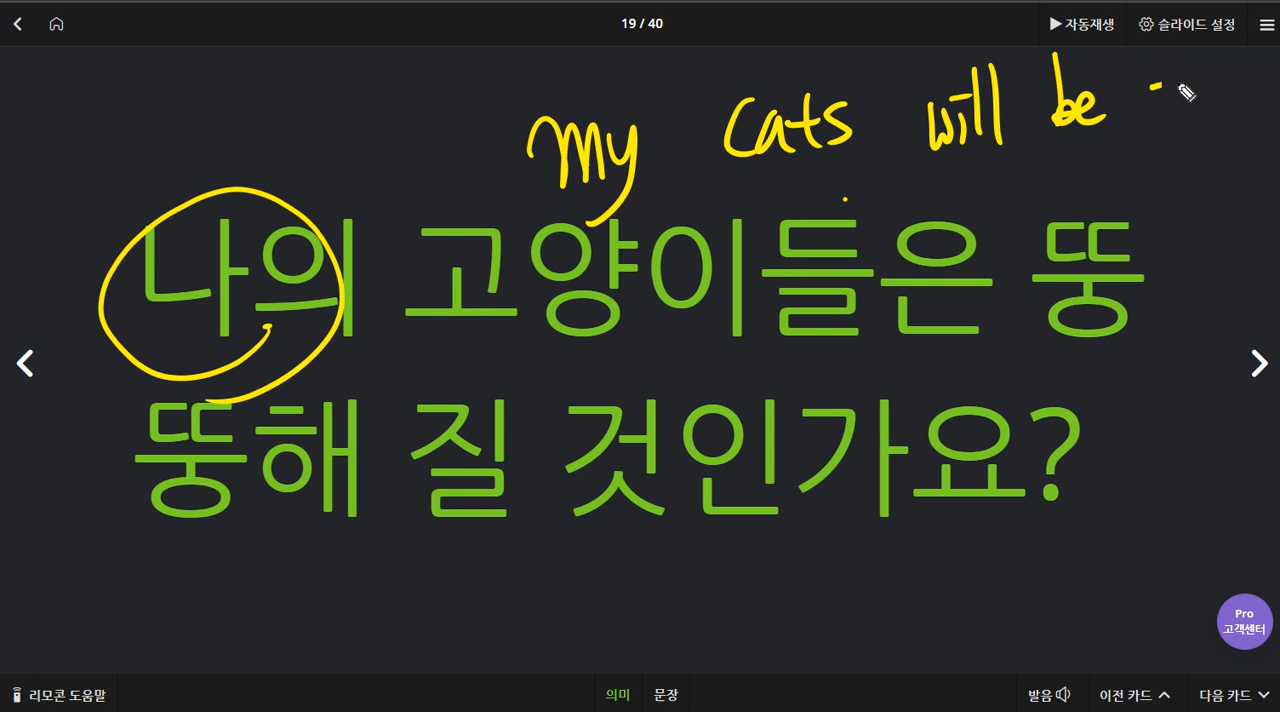 19 / 40
자동재생
슬라이드 설정
My cats will be -
나의 고양이들은 뚱
뚱해 질 것인가요?
Pro
고객센터
리모콘 도움말
의미
문장
발음
이전 카드
다음 카드